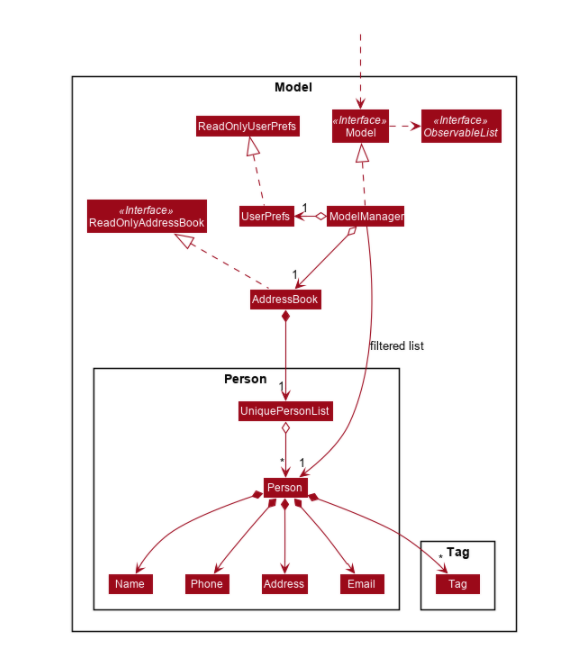 Model
ReadOnlyUserPrefs
«Interface»
Model
«Interface»
ObservableList
«Interface»
ReadOnlyAddressBook
UserPrefs
1
ModelManager
1
AddressBook
filtered list
Person
1
UniquePersonList
*
1
Person
Tag
*
Name
Phone
Address
Email
Tag